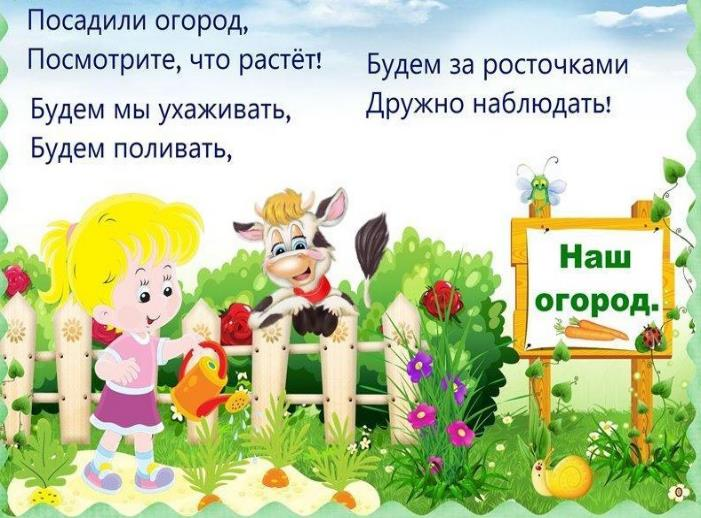 Посадили огород,
Посмотрите, что растёт!
Будем мы ухаживать,
Будем поливать,
Будем за росточками
Дружно наблюдать!
Наш
огород.